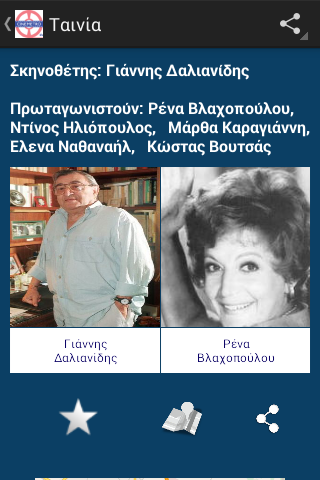 CINEMETRO
Ταινία
Σκηνοθέτης: Γιάννης Δαλιανίδης
Πρωταγωνιστούν: Ρένα Βλαχοπούλου,
Ντίνος Ηλιόπουλος, Μάρθα Καραγιάννη,
Ελενα Ναθαναήλ, Κώστας Βουτσάς
Γιάννης
Δαλιανίδης
Ρένα
Βλαχοπούλου